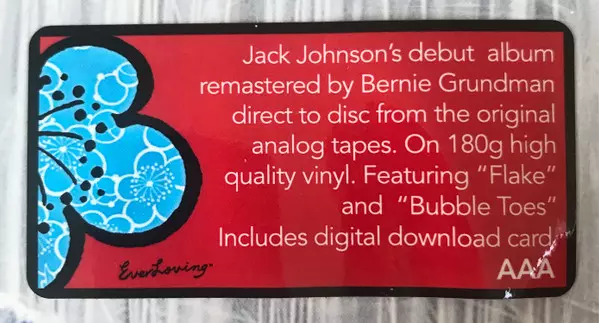 Jack Johnson's debut album
remastered by Bernie Grundman
direct to disc from the original
analog tapes. On 180g high
quality vinyl. Featuring "Flake"
and "Bubble Toes"
Includes digital download card
EverLoving™
AAA